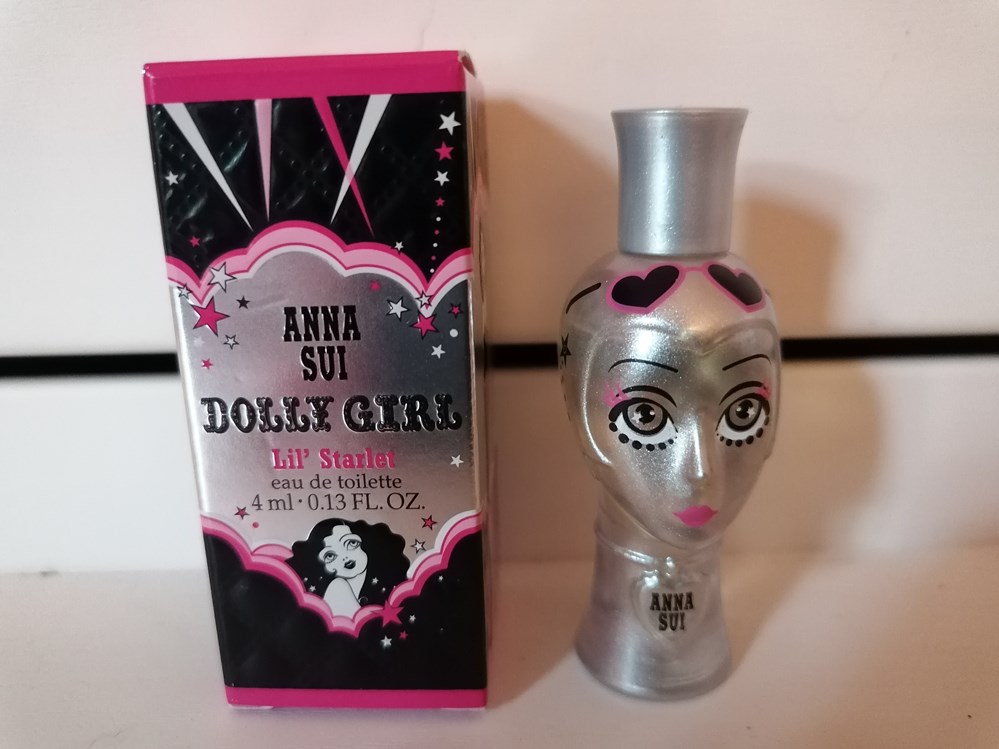 ANNA
SUI
DOLLY GIRL
Lil' Starlet
eau de toilette
4 ml · 0.13 FL. OZ.
ANNA
SUI